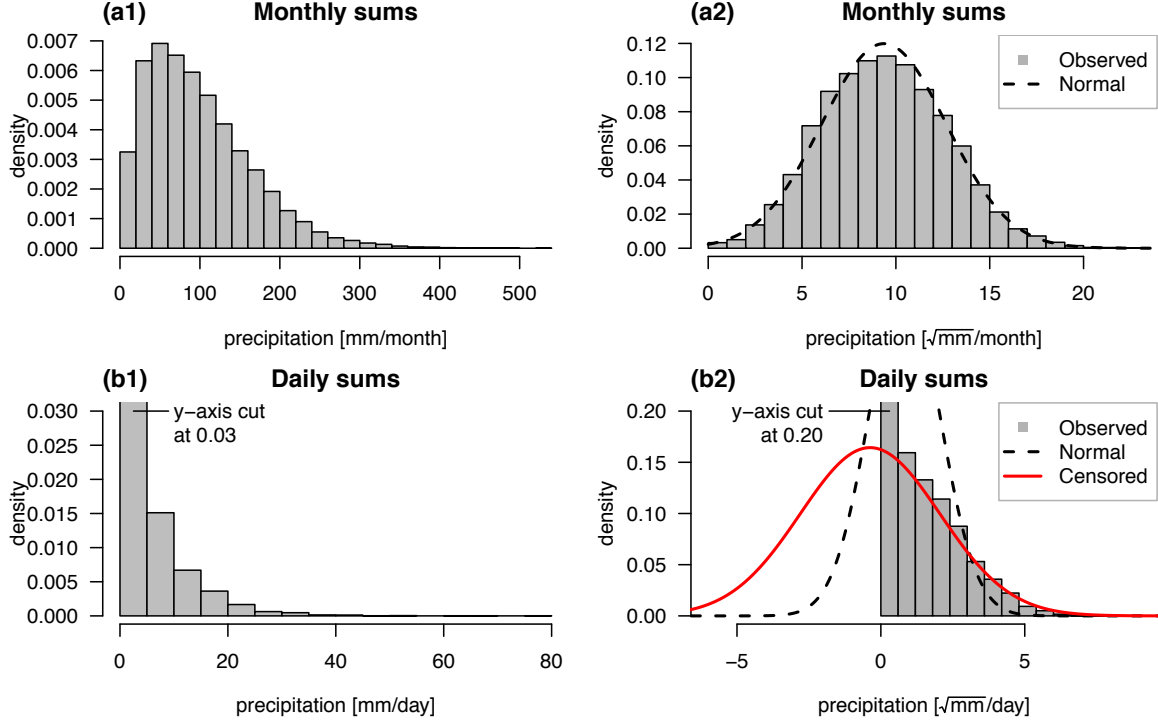 (a1) Monthly sums
density
0.007
0.006
0.005
0.004
0.003
0.002
0.001
0.000
0 100 200 300 400 500
precipitation [mm/month]
(a2) Monthly sums
density
0.12
0.10
0.08
0.06
0.04
0.02
0.00
Observed
Normal
0 5 10 15 20
precipitation [√mm/month]
(b1) Daily sums
density
0.030
0.025
0.020
0.015
0.010
0.005
0.000
y−axis cut
at 0.03
0 20 40 60 80
precipitation [mm/day]
(b2) Daily sums
density
0.20
0.15
0.10
0.05
0.00
y−axis cut
at 0.20
Observed
Normal
Censored
−5 0 5
precipitation [√mm/day]